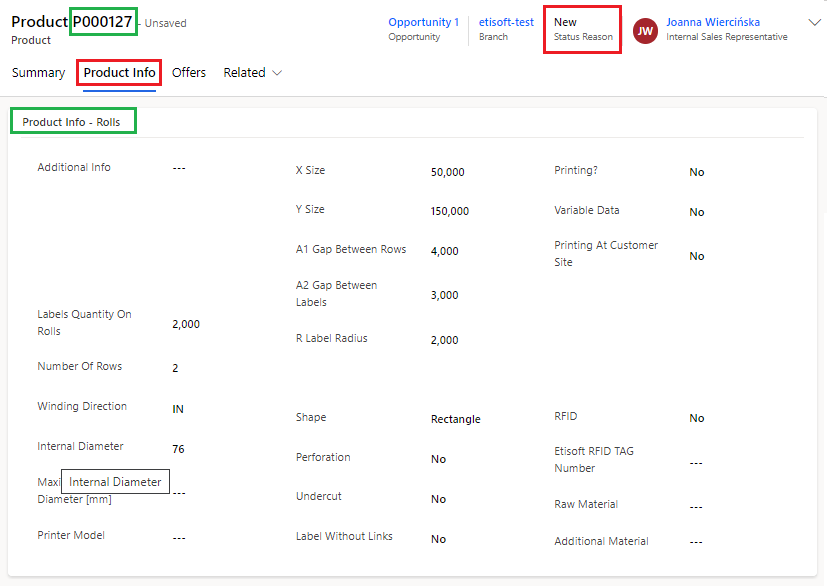 Product P000127 - Unsaved
Product
Opportunity 1
Opportunity
etisoft-test
Branch
New
Status Reason
JW
Joanna Wiercińska
Internal Sales Representative
Summary Product Info Offers Related
Product Info - Rolls
Additional Info ---
Labels Quantity On
Rolls
2,000
Number Of Rows 2
Winding Direction IN
Internal Diameter 76
Maxi
Internal Diameter
Diameter [mm] ---
Printer Model ---
X Size 50,000
Y Size 150,000
A1 Gap Between Rows 4,000
A2 Gap Between
Labels
3,000
R Label Radius 2,000
Shape Rectangle
Perforation No
Undercut No
Label Without Links No
Printing? No
Variable Data No
Printing At Customer
Site
No
RFID No
Etisoft RFID TAG
Number
---
Raw Material ---
Additional Material ---